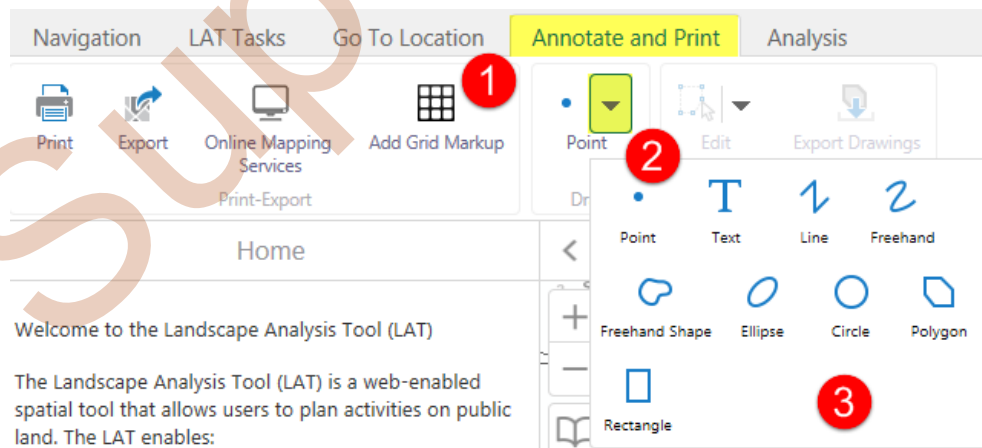 Navigation LAT Tasks Go To Location Annotate and Print Analysis
1
Print Export Online Mapping Services Add Grid Markup Point Edit Export Drawings
2
Print-Export
Dr
Point Text Line Freehand
Home
Freehand Shape Ellipse Circle Polygon
Welcome to the Landscape Analysis Tool (LAT)
The Landscape Analysis Tool (LAT) is a web-enabled
spatial tool that allows users to plan activities on public
land. The LAT enables:
Rectangle
3
Sup